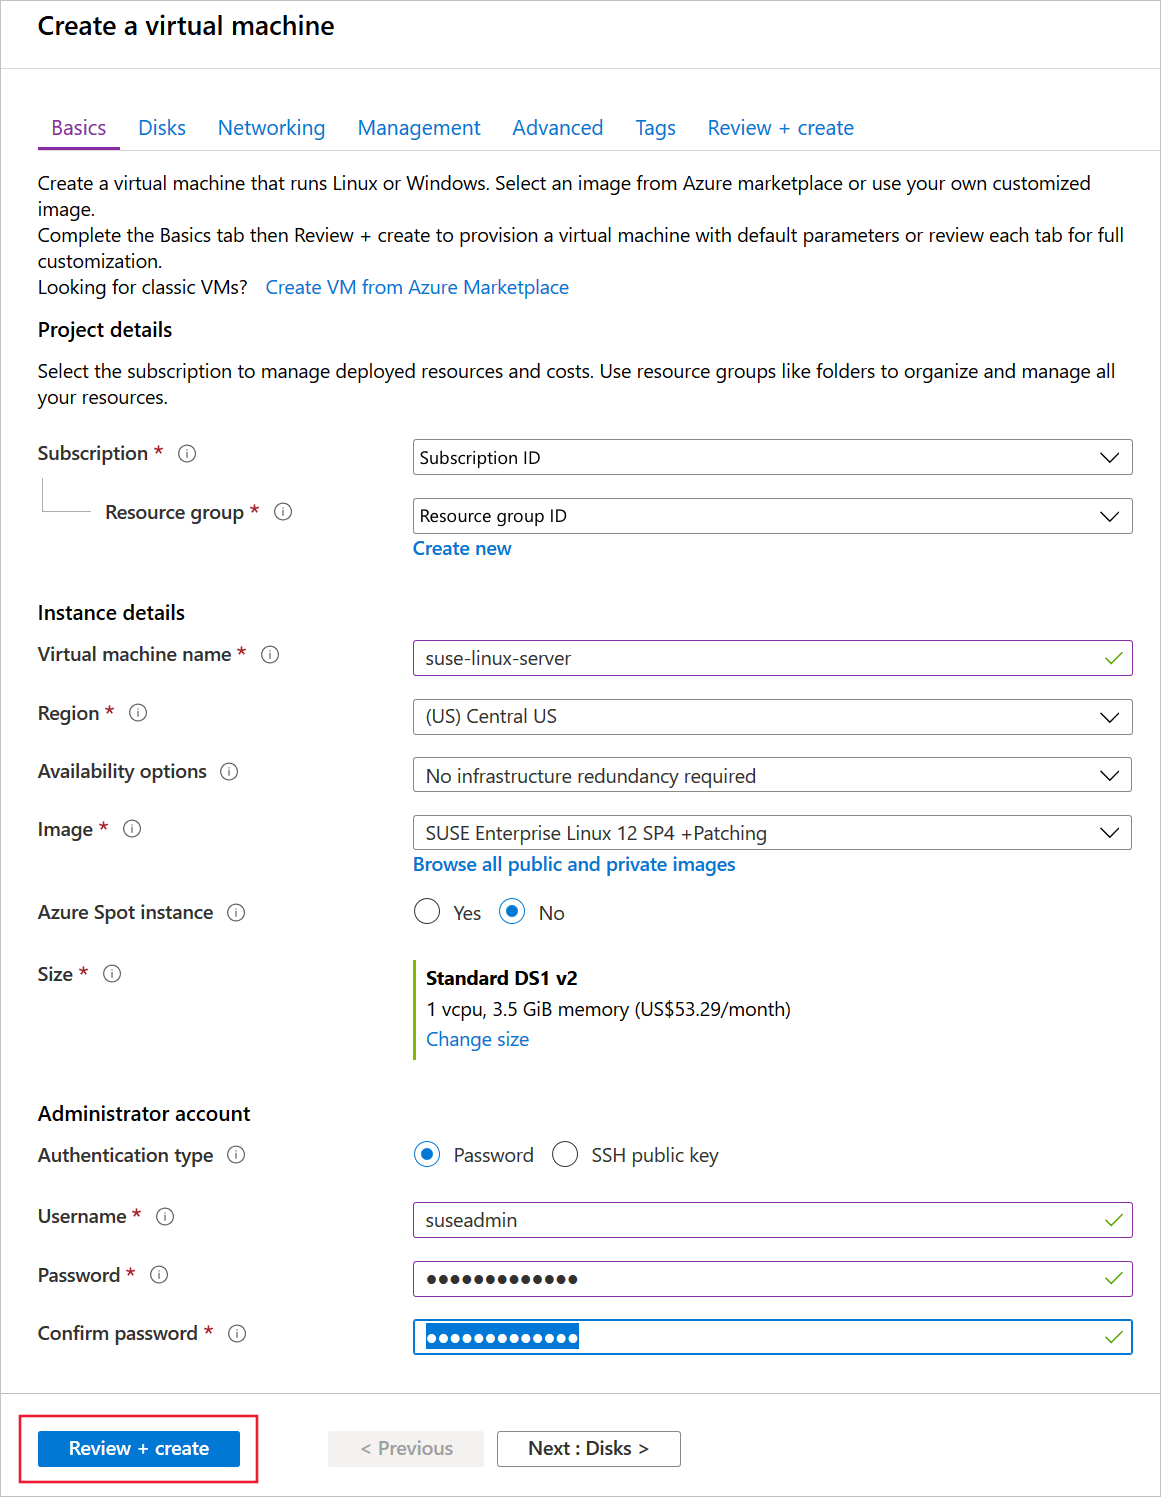 Create a virtual machine
Basics Disks Networking Management Advanced Tags Review + create
Create a virtual machine that runs Linux or Windows. Select an image from Azure marketplace or use your own customized
image.
Complete the Basics tab then Review + create to provision a virtual machine with default parameters or review each tab for full
customization.
Looking for classic VMs? Create VM from Azure Marketplace
Project details
Select the subscription to manage deployed resources and costs. Use resource groups like folders to organize and manage all
your resources.
Subscription * Subscription ID
Resource group * Resource group ID
Create new
Instance details
Virtual machine name * suse-linux-server
Region * (US) Central US
Availability options No infrastructure redundancy required
Image * SUSE Enterprise Linux 12 SP4 +Patching
Browse all public and private images
Azure Spot instance Yes No
Size * Standard DS1 v2
1 vcpu, 3.5 GiB memory (US$53.29/month)
Change size
Administrator account
Authentication type Password SSH public key
Username * suseadmin
Password * ●●●●●●●●●●●●●
Confirm password * ●●●●●●●●●●●●●
Review + create < Previous Next : Disks >